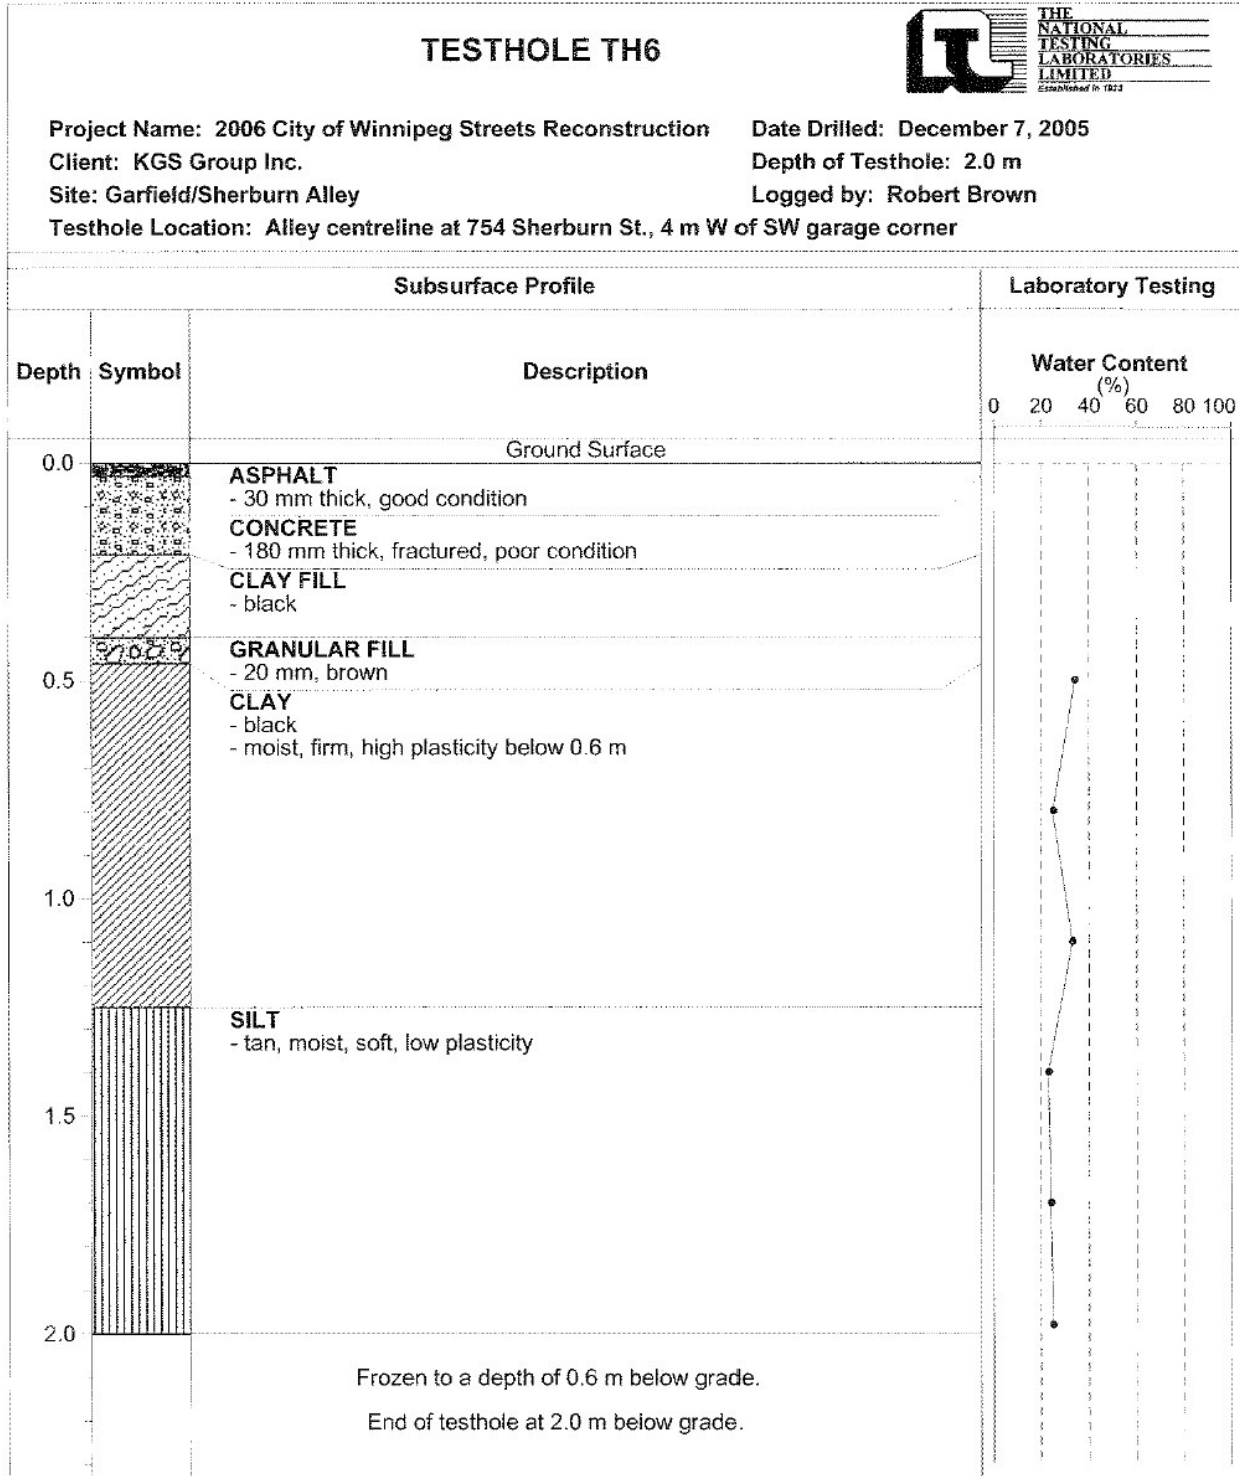 TESTHOLE TH6
THE
NATIONAL
TESTING
LABORATORIES
LIMITED
Established in 1923
Project Name: 2006 City of Winnipeg Streets Reconstruction
Date Drilled: December 7, 2005
Client: KGS Group Inc.
Depth of Testhole: 2.0 m
Site: Garfield/Sherburn Alley
Logged by: Robert Brown
Testhole Location: Alley centreline at 754 Sherburn St., 4 m W of SW garage corner
Subsurface Profile
Laboratory Testing
Depth
Symbol
Description
Water Content
(%)
0 20 40 60 80 100
Ground Surface
0.0
ASPHALT
- 30 mm thick, good condition
CONCRETE
- 180 mm thick, fractured, poor condition
CLAY FILL
- black
GRANULAR FILL
- 20 mm, brown
0.5
CLAY
- black
- moist, firm, high plasticity below 0.6 m
1.0
SILT
- tan, moist, soft, low plasticity
1.5
2.0
Frozen to a depth of 0.6 m below grade.
End of testhole at 2.0 m below grade.